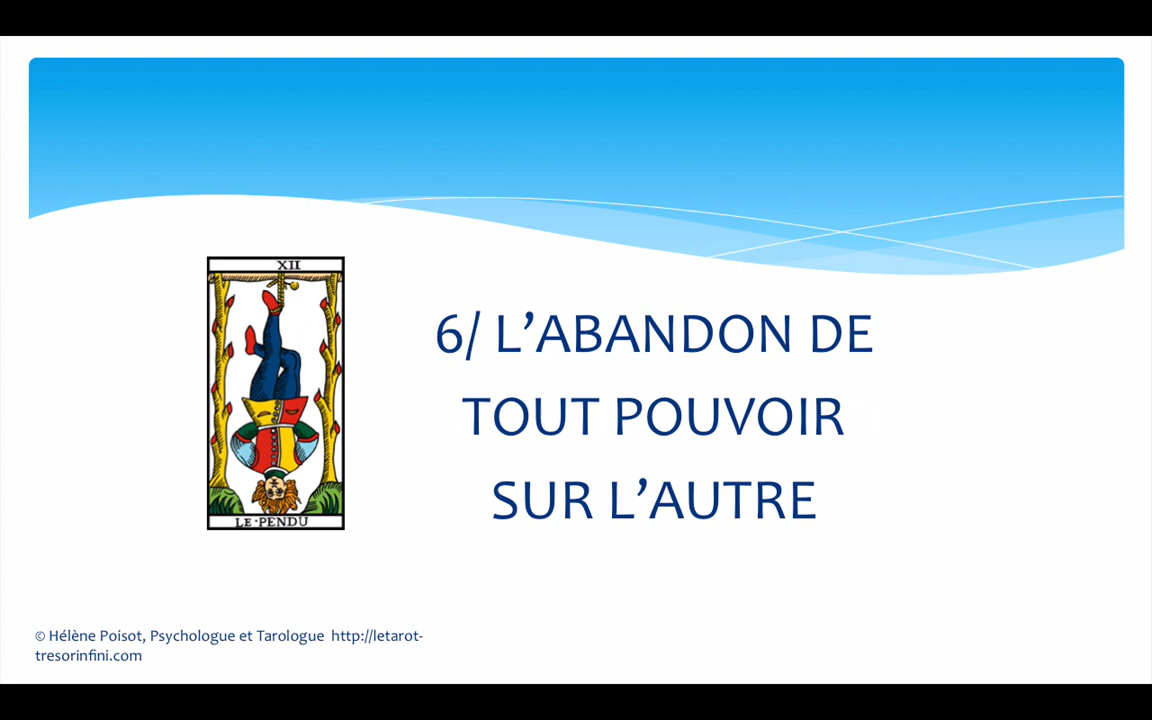 XII
LE•PENDU
6/ L’ABANDON DE
TOUT POUVOIR
SUR L’AUTRE
© Hélène Poisot, Psychologue et Tarologue http://letarot-
tresorinfini.com